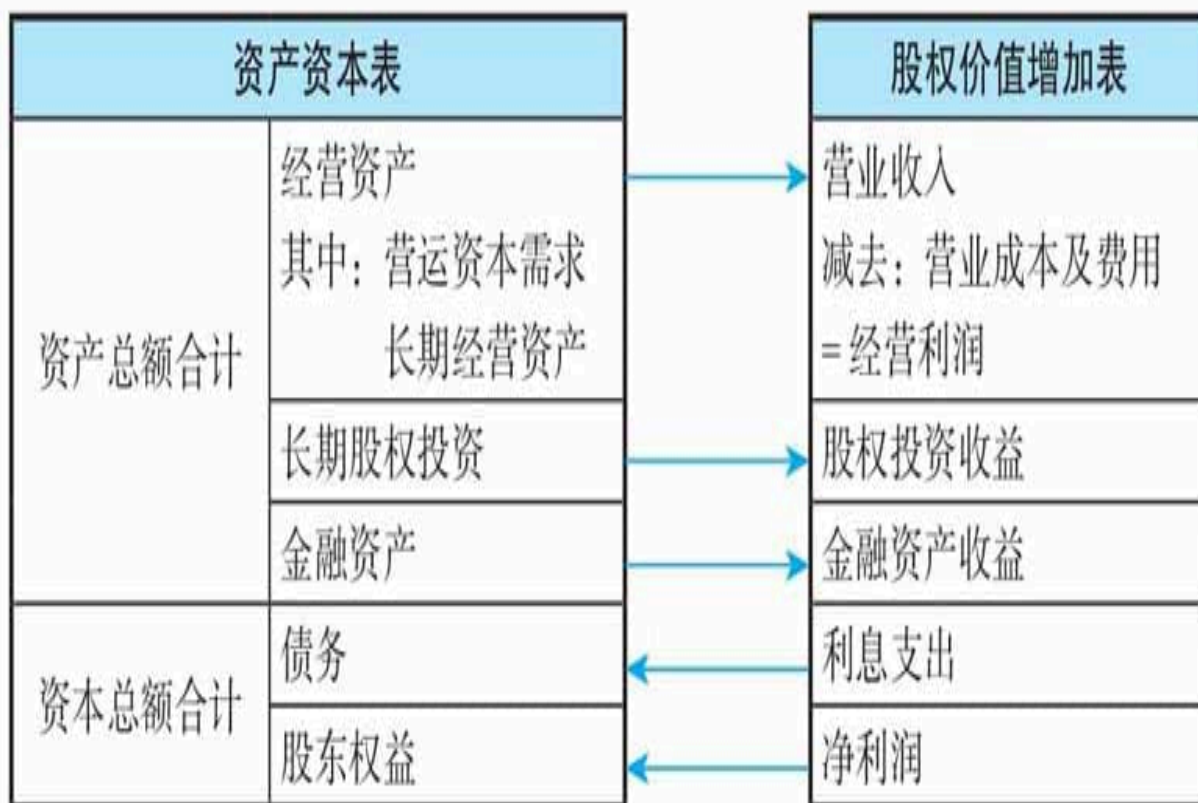 资产资本表
资产总额合计
经营资产
其中：营运资本需求
长期经营资产
长期股权投资
金融资产
资本总额合计
债务
股东权益
股权价值增加表
营业收入
减去：营业成本及费用
=经营利润
股权投资收益
金融资产收益
利息支出
净利润